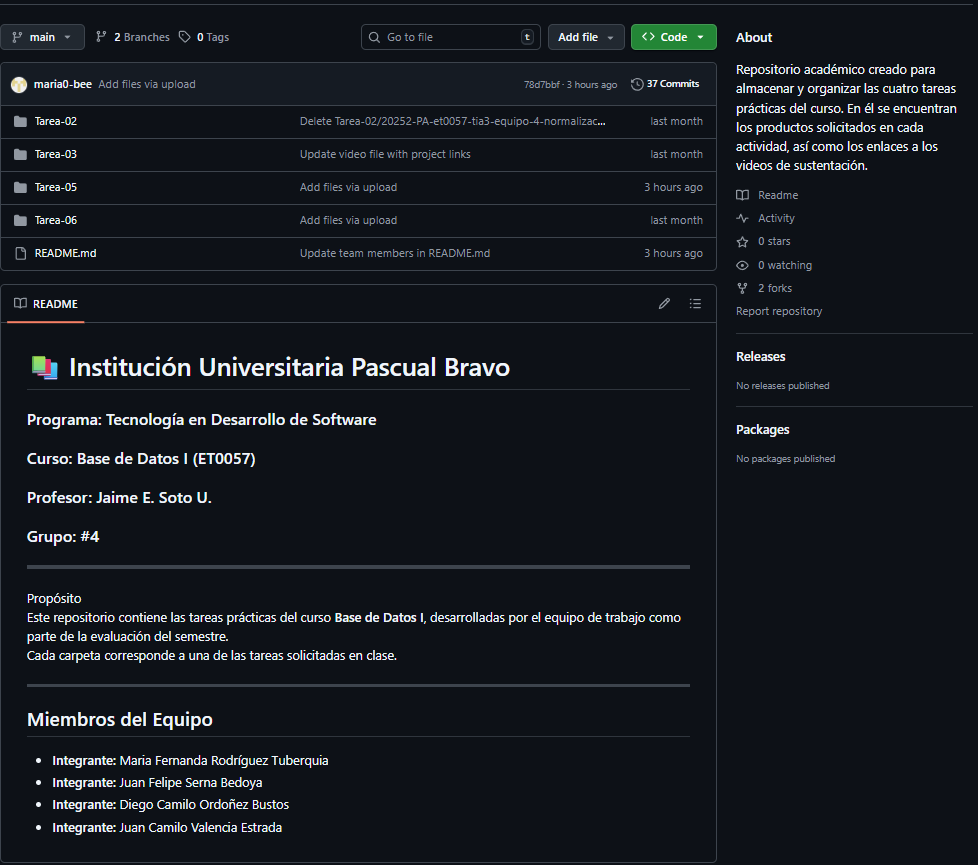 main 2 Branches 0 Tags Go to file t Add file Code
maria0-bee Add files via upload 78d7bbf · 3 hours ago 37 Commits
Tarea-02 Delete Tarea-02/20252-PA-et0057-tia3-equipo-4-normalizac... last month
Tarea-03 Update video file with project links last month
Tarea-05 Add files via upload 3 hours ago
Tarea-06 Add files via upload last month
README.md Update team members in README.md 3 hours ago
README
Institución Universitaria Pascual Bravo
Programa: Tecnología en Desarrollo de Software
Curso: Base de Datos I (ET0057)
Profesor: Jaime E. Soto U.
Grupo: #4
Propósito
Este repositorio contiene las tareas prácticas del curso Base de Datos I, desarrolladas por el equipo de trabajo como
parte de la evaluación del semestre.
Cada carpeta corresponde a una de las tareas solicitadas en clase.
Miembros del Equipo
Integrante: Maria Fernanda Rodríguez Tuberquia
Integrante: Juan Felipe Serna Bedoya
Integrante: Diego Camilo Ordoñez Bustos
Integrante: Juan Camilo Valencia Estrada
About
Repositorio académico creado para
almacenar y organizar las cuatro tareas
prácticas del curso. En él se encuentran
los productos solicitados en cada
actividad, así como los enlaces a los
videos de sustentación.
Readme
Activity
0 stars
0 watching
2 forks
Report repository
Releases
No releases published
Packages
No packages published